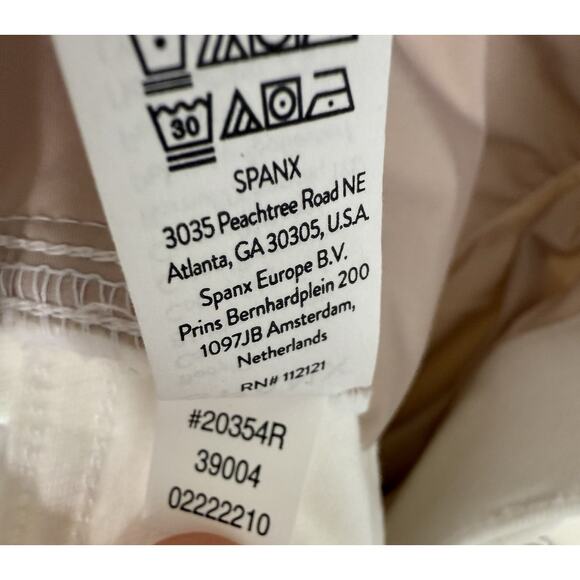 30
SPANX
3035 Peachtree Road NE
Atlanta, GA 30305, U.S.A.
Spanx Europe B.V.
Prins Bernhardplein 200
1097JB Amsterdam,
Netherlands
RN# 112121
#20354R
39004
02222210